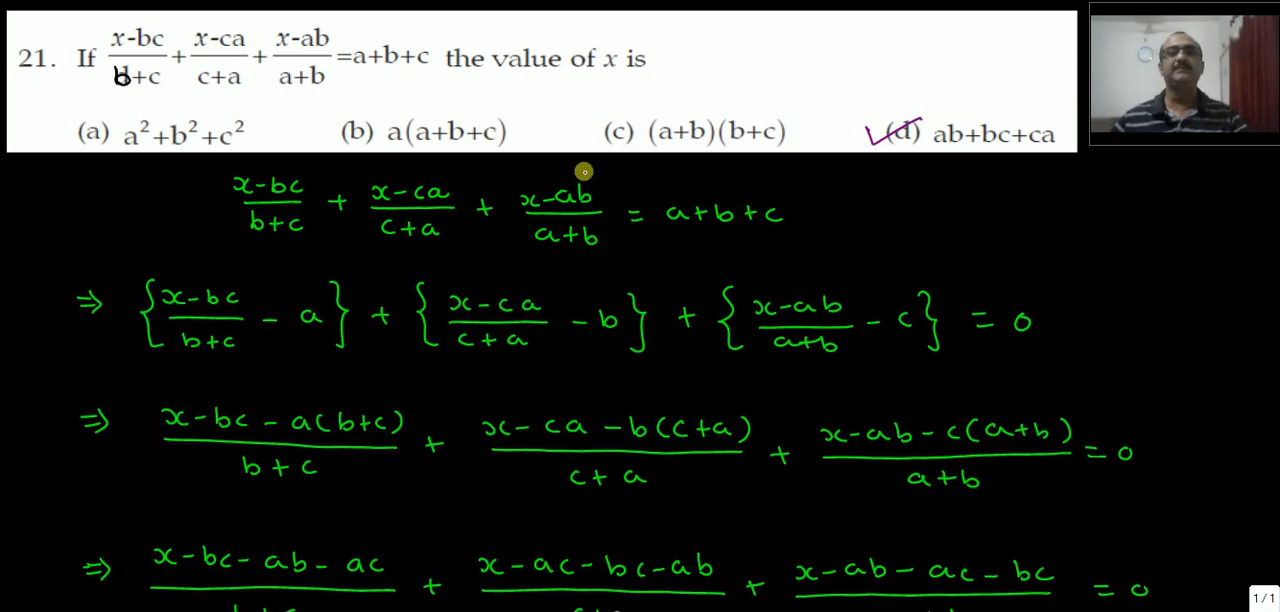 21. If (x-bc)/(b+c) + (x-ca)/(c+a) + (x-ab)/(a+b) =a+b+c the value of x is
(a) a²+b²+c² (b) a(a+b+c) (c) (a+b)(b+c) (d) ab+bc+ca
(x-bc)/(b+c) + (x-ca)/(c+a) + (x-ab)/(a+b) = a+b+c
⇒ {(x-bc)/(b+c) - a} + {(x-ca)/(c+a) - b} + {(x-ab)/(a+b) - c} = 0
⇒ (x-bc-a(b+c))/(b+c) + (x-ca-b(c+a))/(c+a) + (x-ab-c(a+b))/(a+b) = 0
⇒ x-bc-ab-ac + x-ac-bc-ab + x-ab-ac-bc = 0
1/1